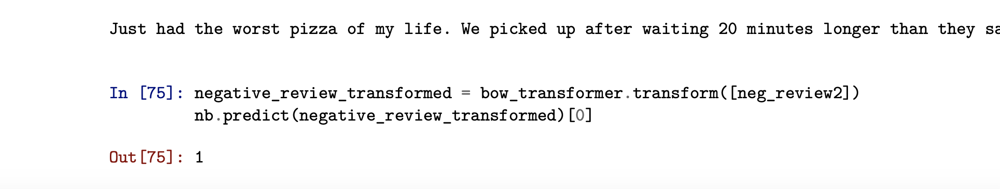 Just had the worst pizza of my life. We picked up after waiting 20 minutes longer than they
In [75]: negative_review_transformed = bow_transformer.transform([neg_review2])
nb.predict(negative_review_transformed)[0]
Out[75]: 1